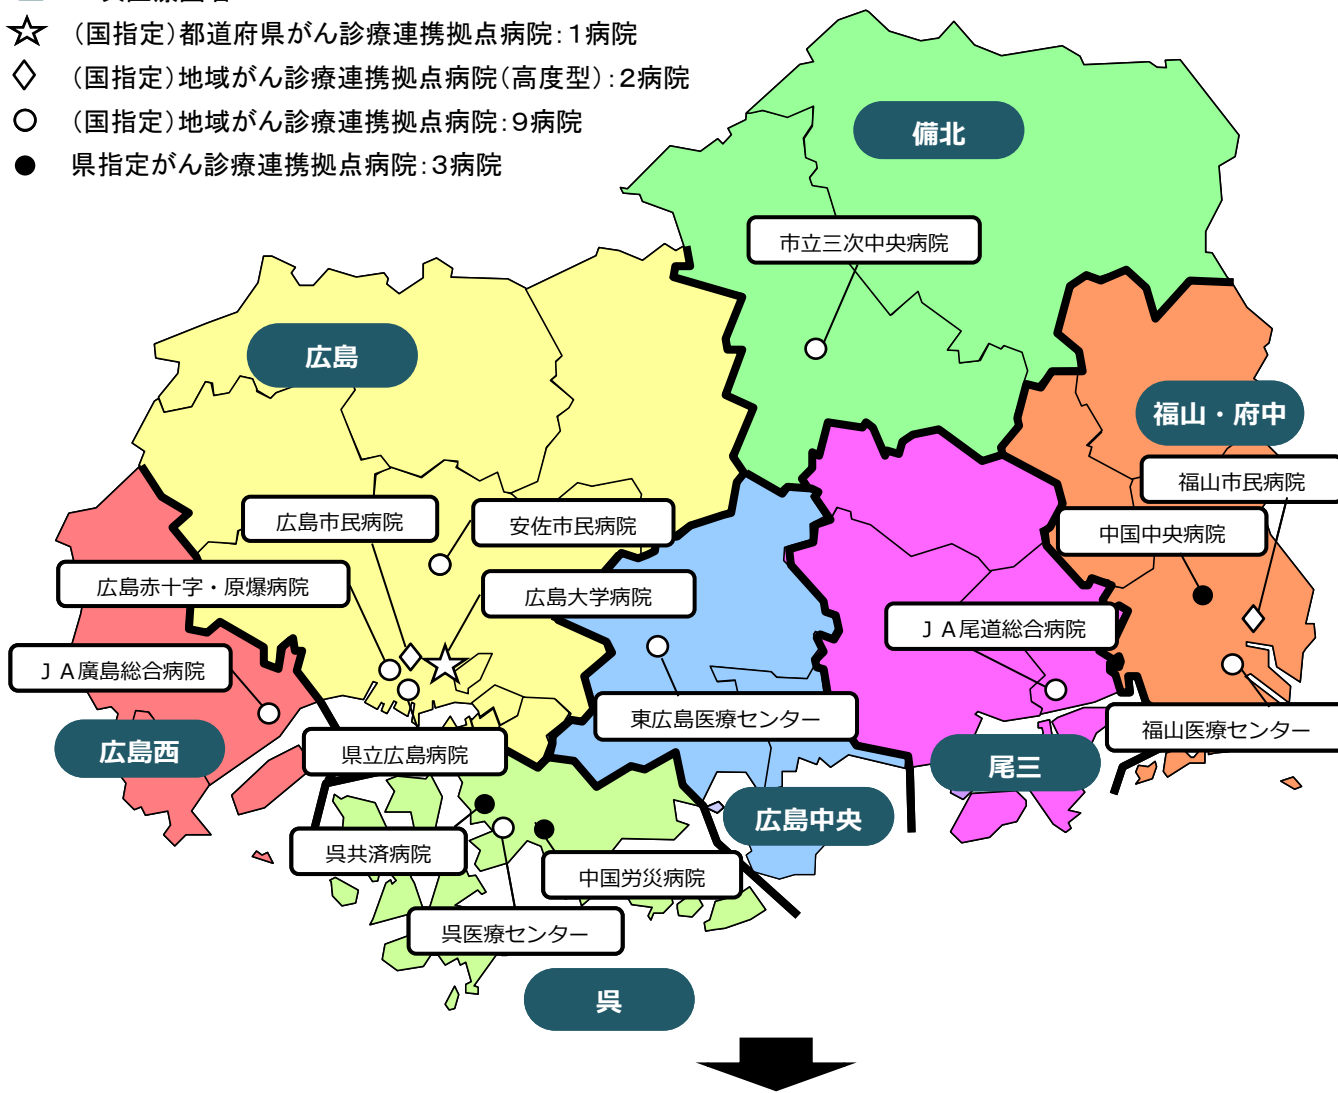 (国指定)都道府県がん診療連携拠点病院:1病院
(国指定)地域がん診療連携拠点病院(高度型):2病院
(国指定)地域がん診療連携拠点病院:9病院
県指定がん診療連携拠点病院:3病院
備北
市立三次中央病院
広島
福山・府中
福山市民病院
広島市民病院
安佐市民病院
中国中央病院
広島赤十字・原爆病院
広島大学病院
JA尾道総合病院
JA廣島総合病院
東広島医療センター
福山医療センター
広島西
県立広島病院
尾三
広島中央
呉共済病院
中国労災病院
呉医療センター
呉